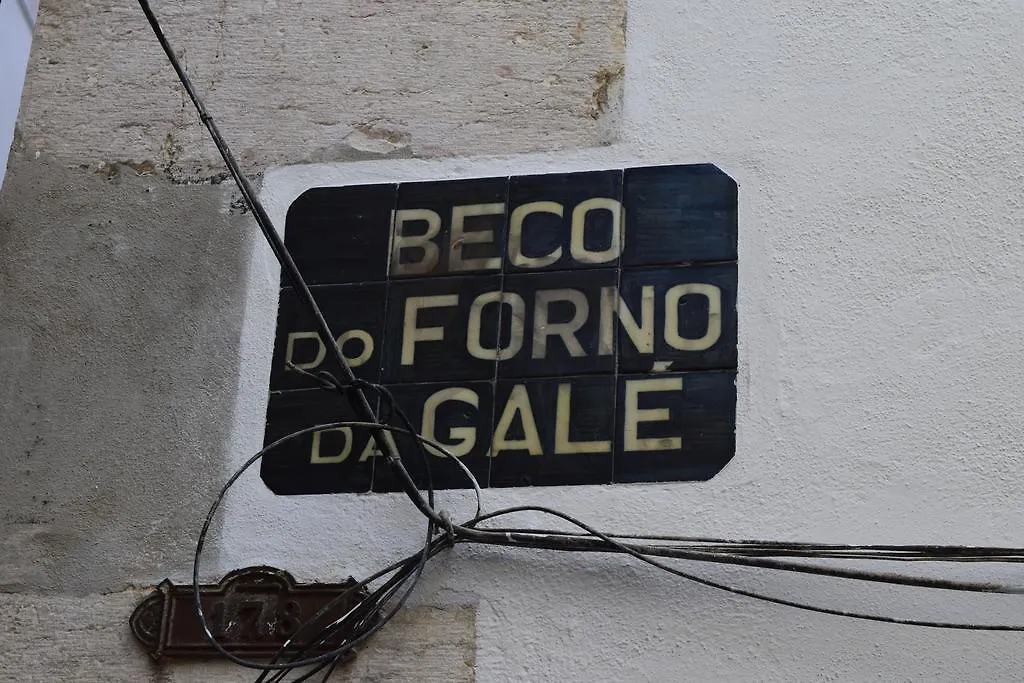 BECO
DO FORNO
DA GALÉ